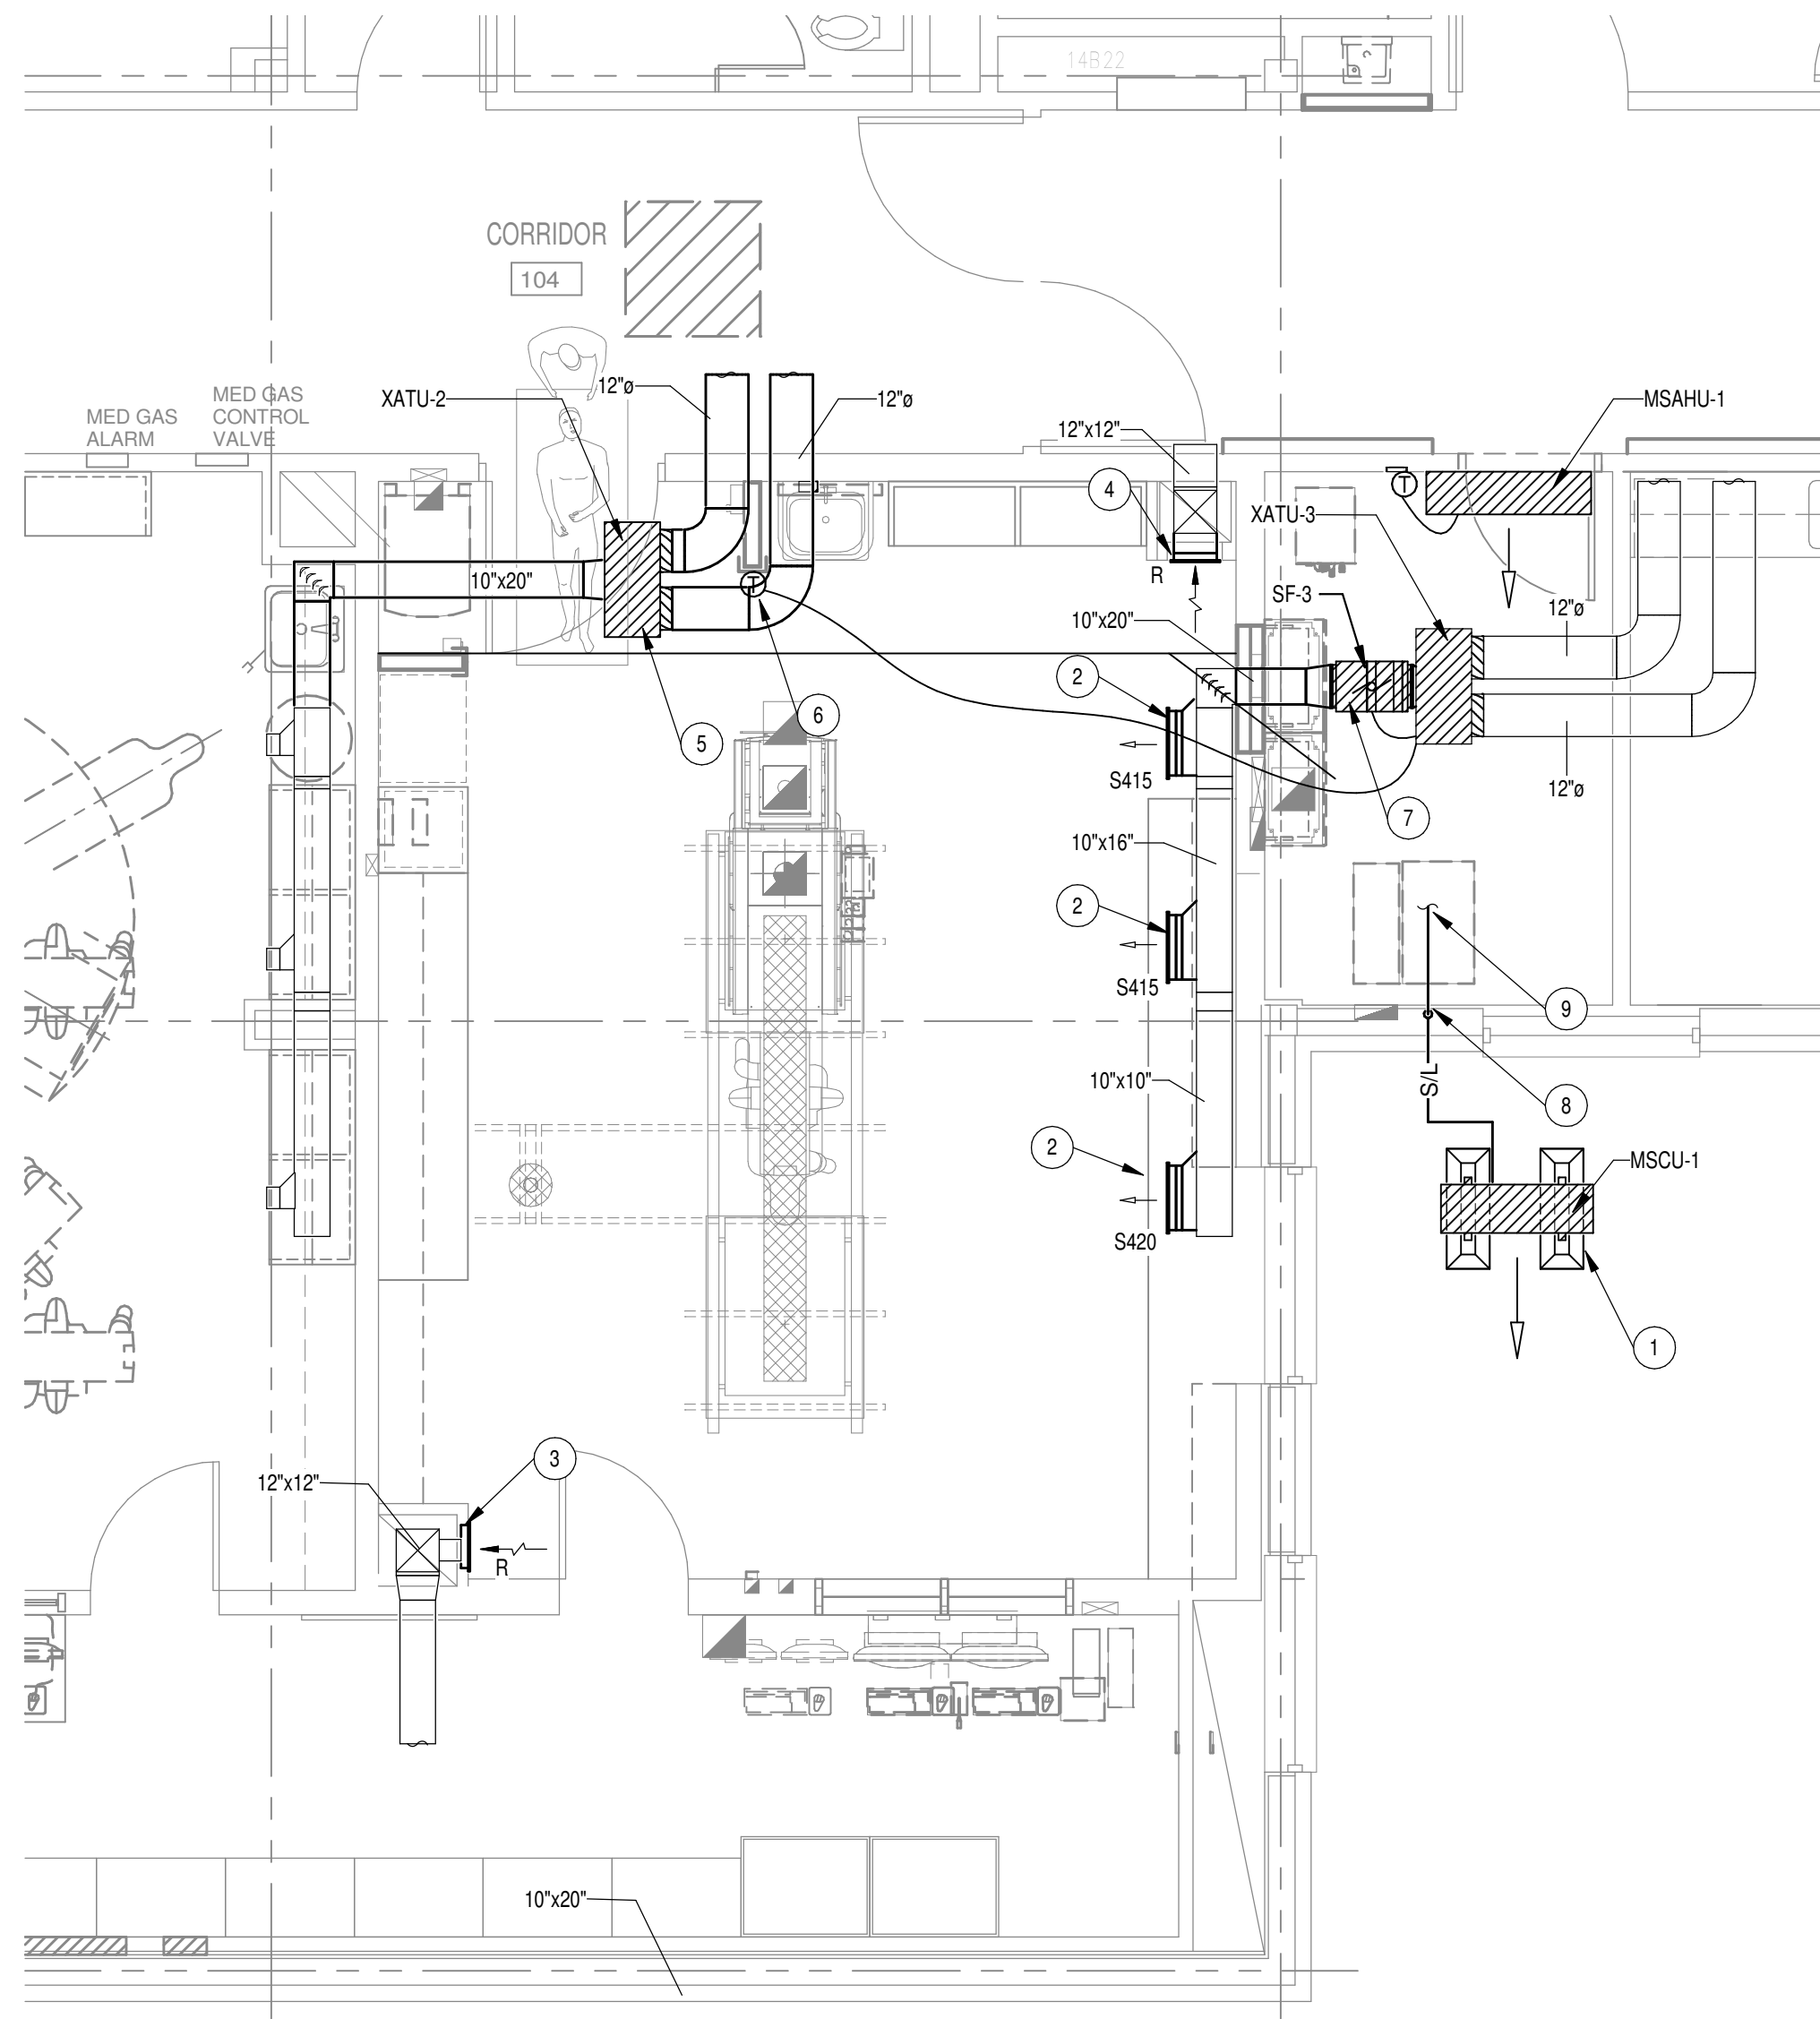 14B22
CORRIDOR
104
MED GAS
ALARM
MED GAS
CONTROL
VALVE
XATU-2
12"ø
12"ø
12"x12"
MSAHU-1
4
T
XATU-3
R
10"x20"
T
SF-3
12"ø
10"x20"
2
6
5
S415
12"ø
7
10"x16"
2
S415
9
10"x10"
S/L
8
2
MSCU-1
S420
1
3
12"x12"
R
10"x20"